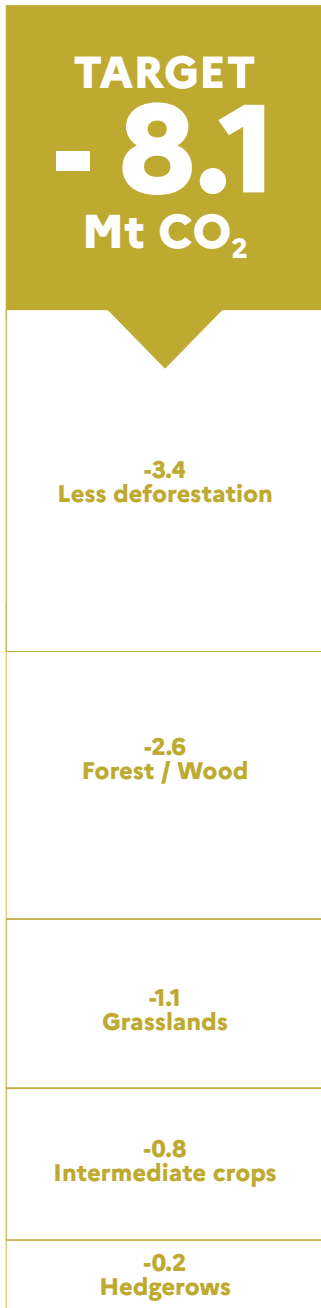 TARGET
- 8.1
Mt CO₂
-3.4
Less deforestation
-2.6
Forest / Wood
-1.1
Grasslands
-0.8
Intermediate crops
-0.2
Hedgerows